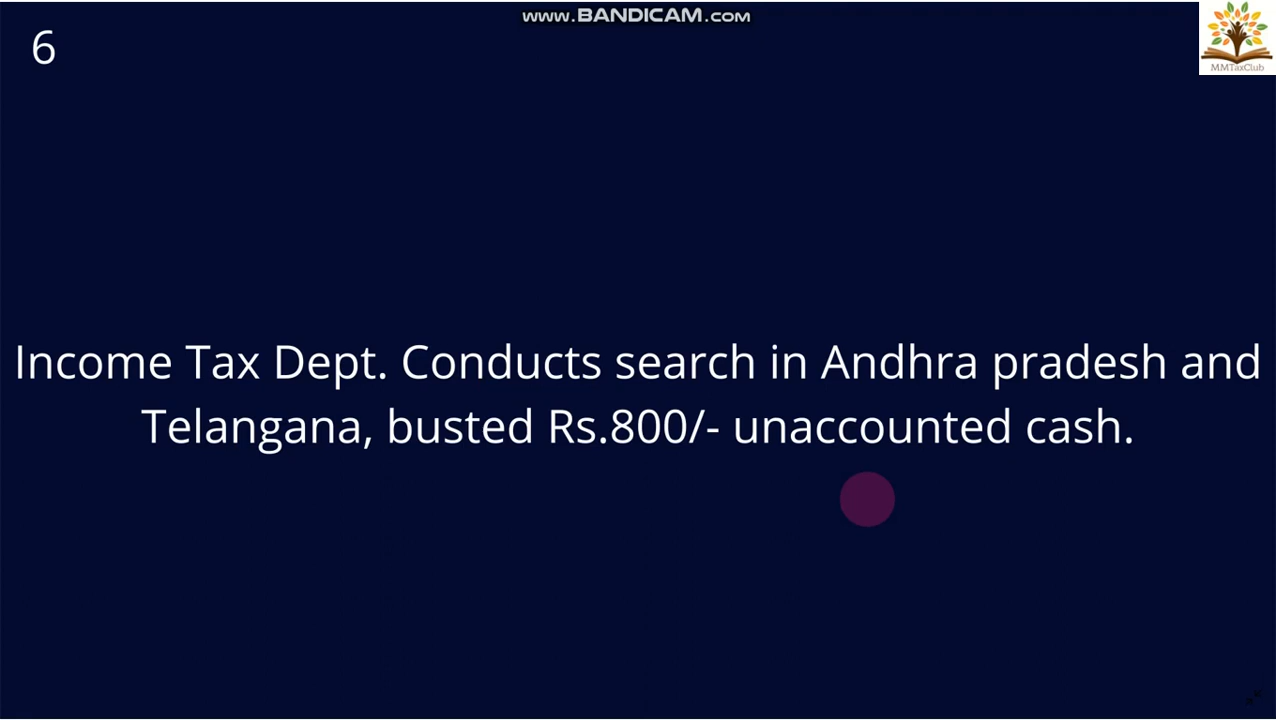 www.BANDICAM.com
6
MMTaxClub
Income Tax Dept. Conducts search in Andhra pradesh and
Telangana, busted Rs.800/- unaccounted cash.